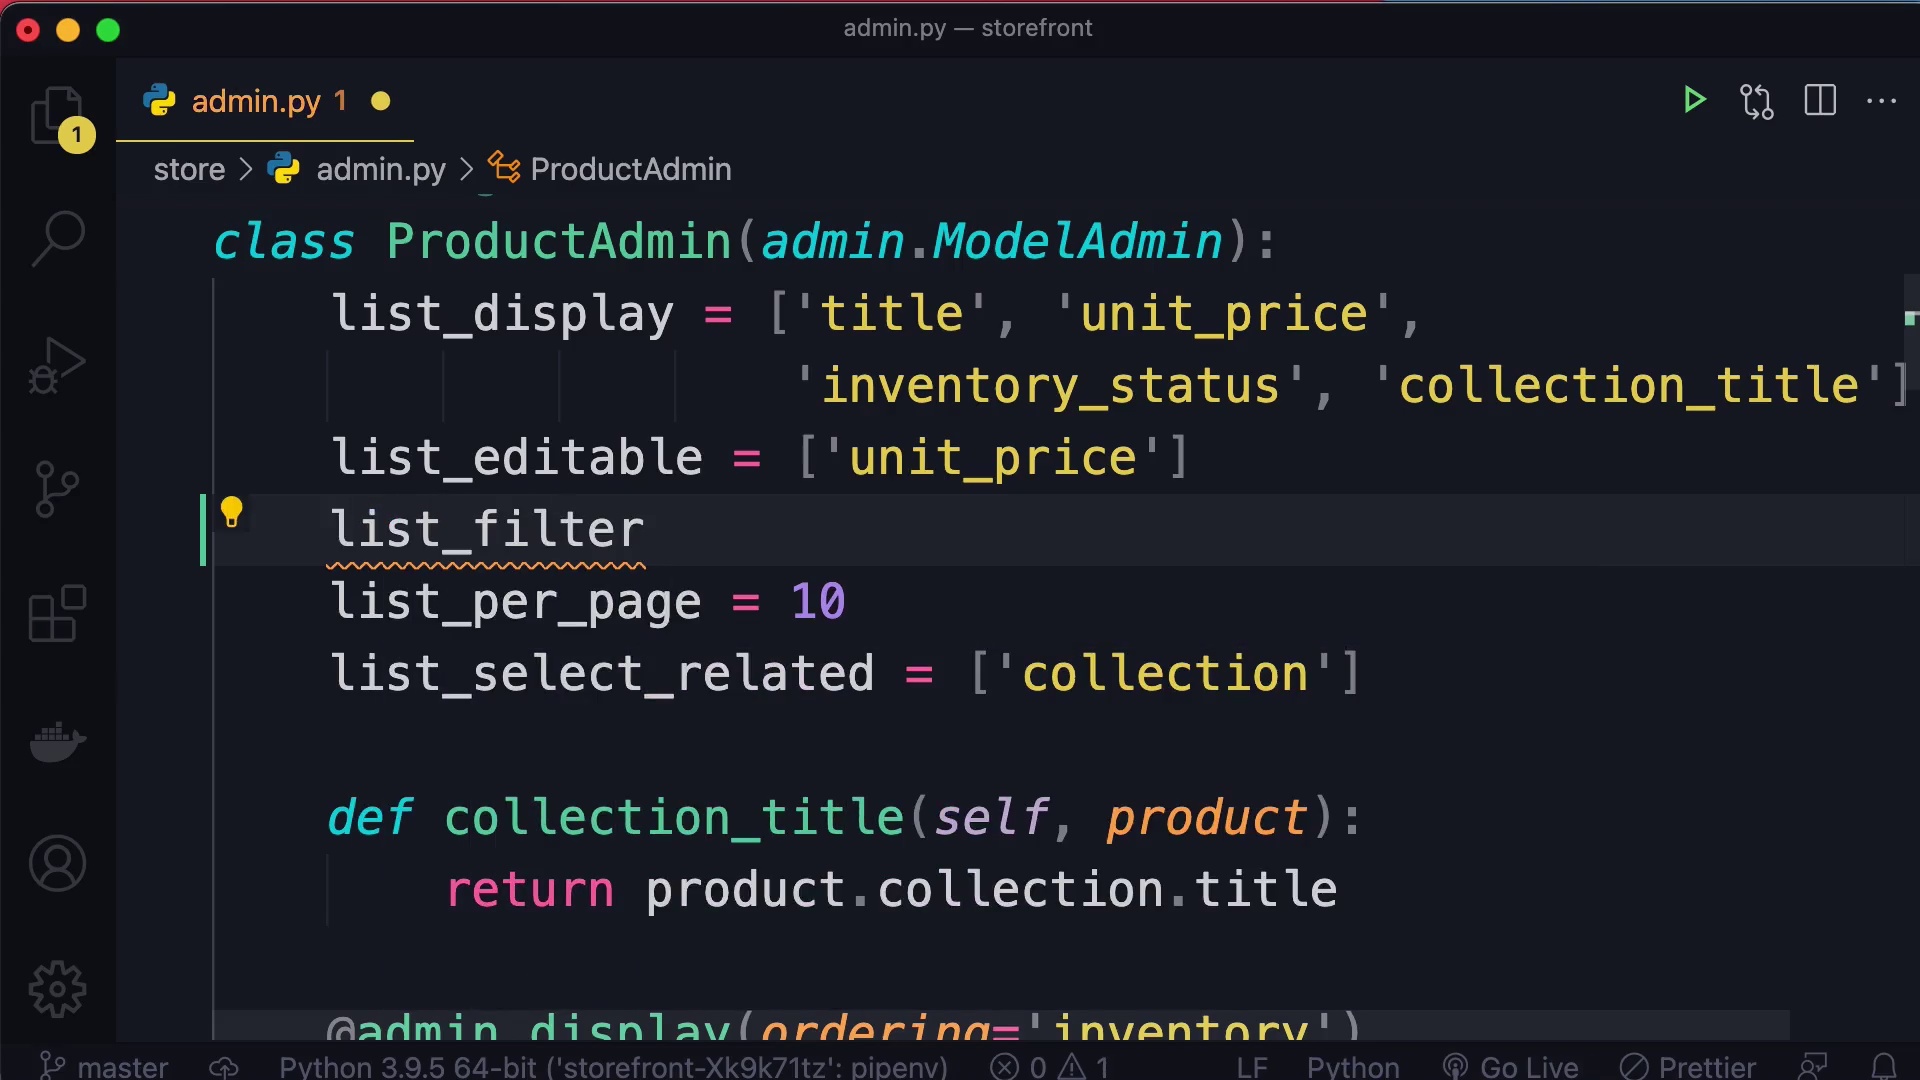 admin.py — storefront
admin.py 1
1
store > admin.py > ProductAdmin
class ProductAdmin(admin.ModelAdmin):
list_display = ['title', 'unit_price',
'inventory_status', 'collection_title']
list_editable = ['unit_price']
list_filter
list_per_page = 10
list_select_related = ['collection']
def collection_title(self, product):
return product.collection.title
@admin.display(ordering='inventory')
master Python 3.9.5 64-bit ('storefront-Xk9k71tz': pipenv) 0 1 LF Python Go Live Prettier